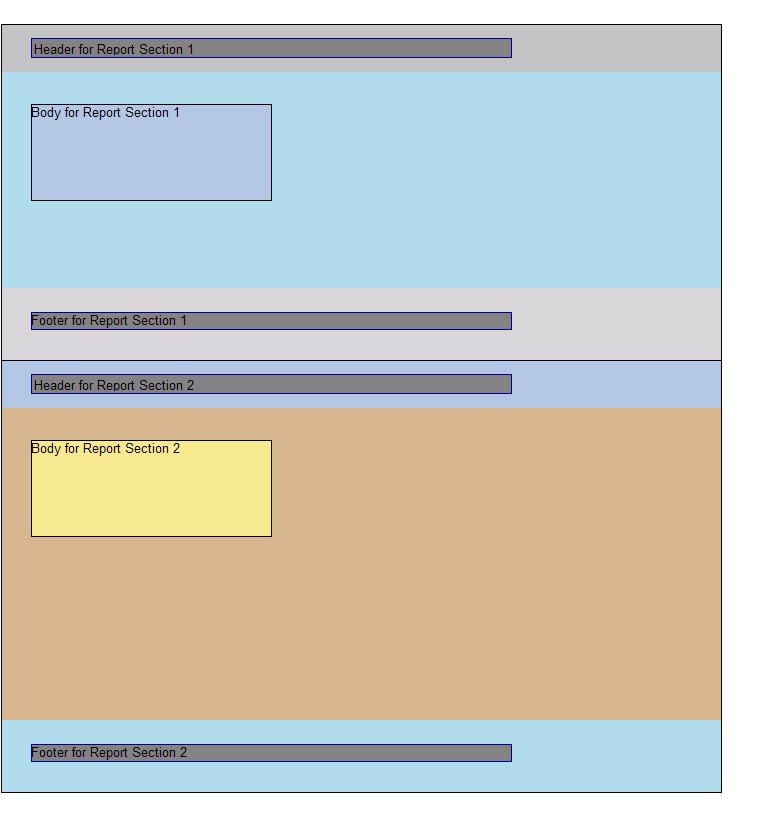 Header for Report Section 1
Body for Report Section 1
Footer for Report Section 1
Header for Report Section 2
Body for Report Section 2
Footer for Report Section 2